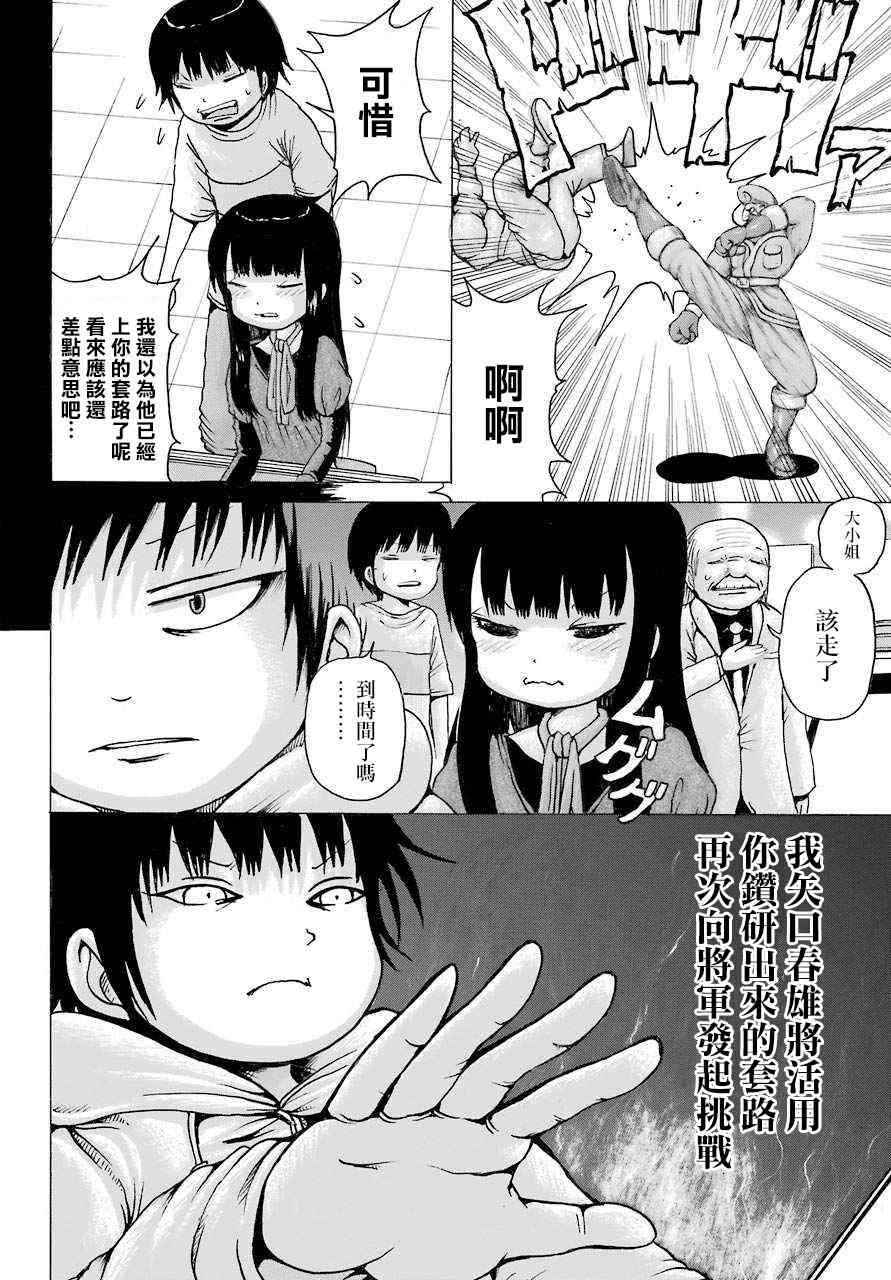 啊啊
可惜
我還以為他已經
上你的套路了呢
看來應該還
差點意思吧…
大小姐
該走了
ムググ
到時間了嗎
………
我矢口春雄將活用
你鑽研出來的套路
再次向將軍發起挑戰